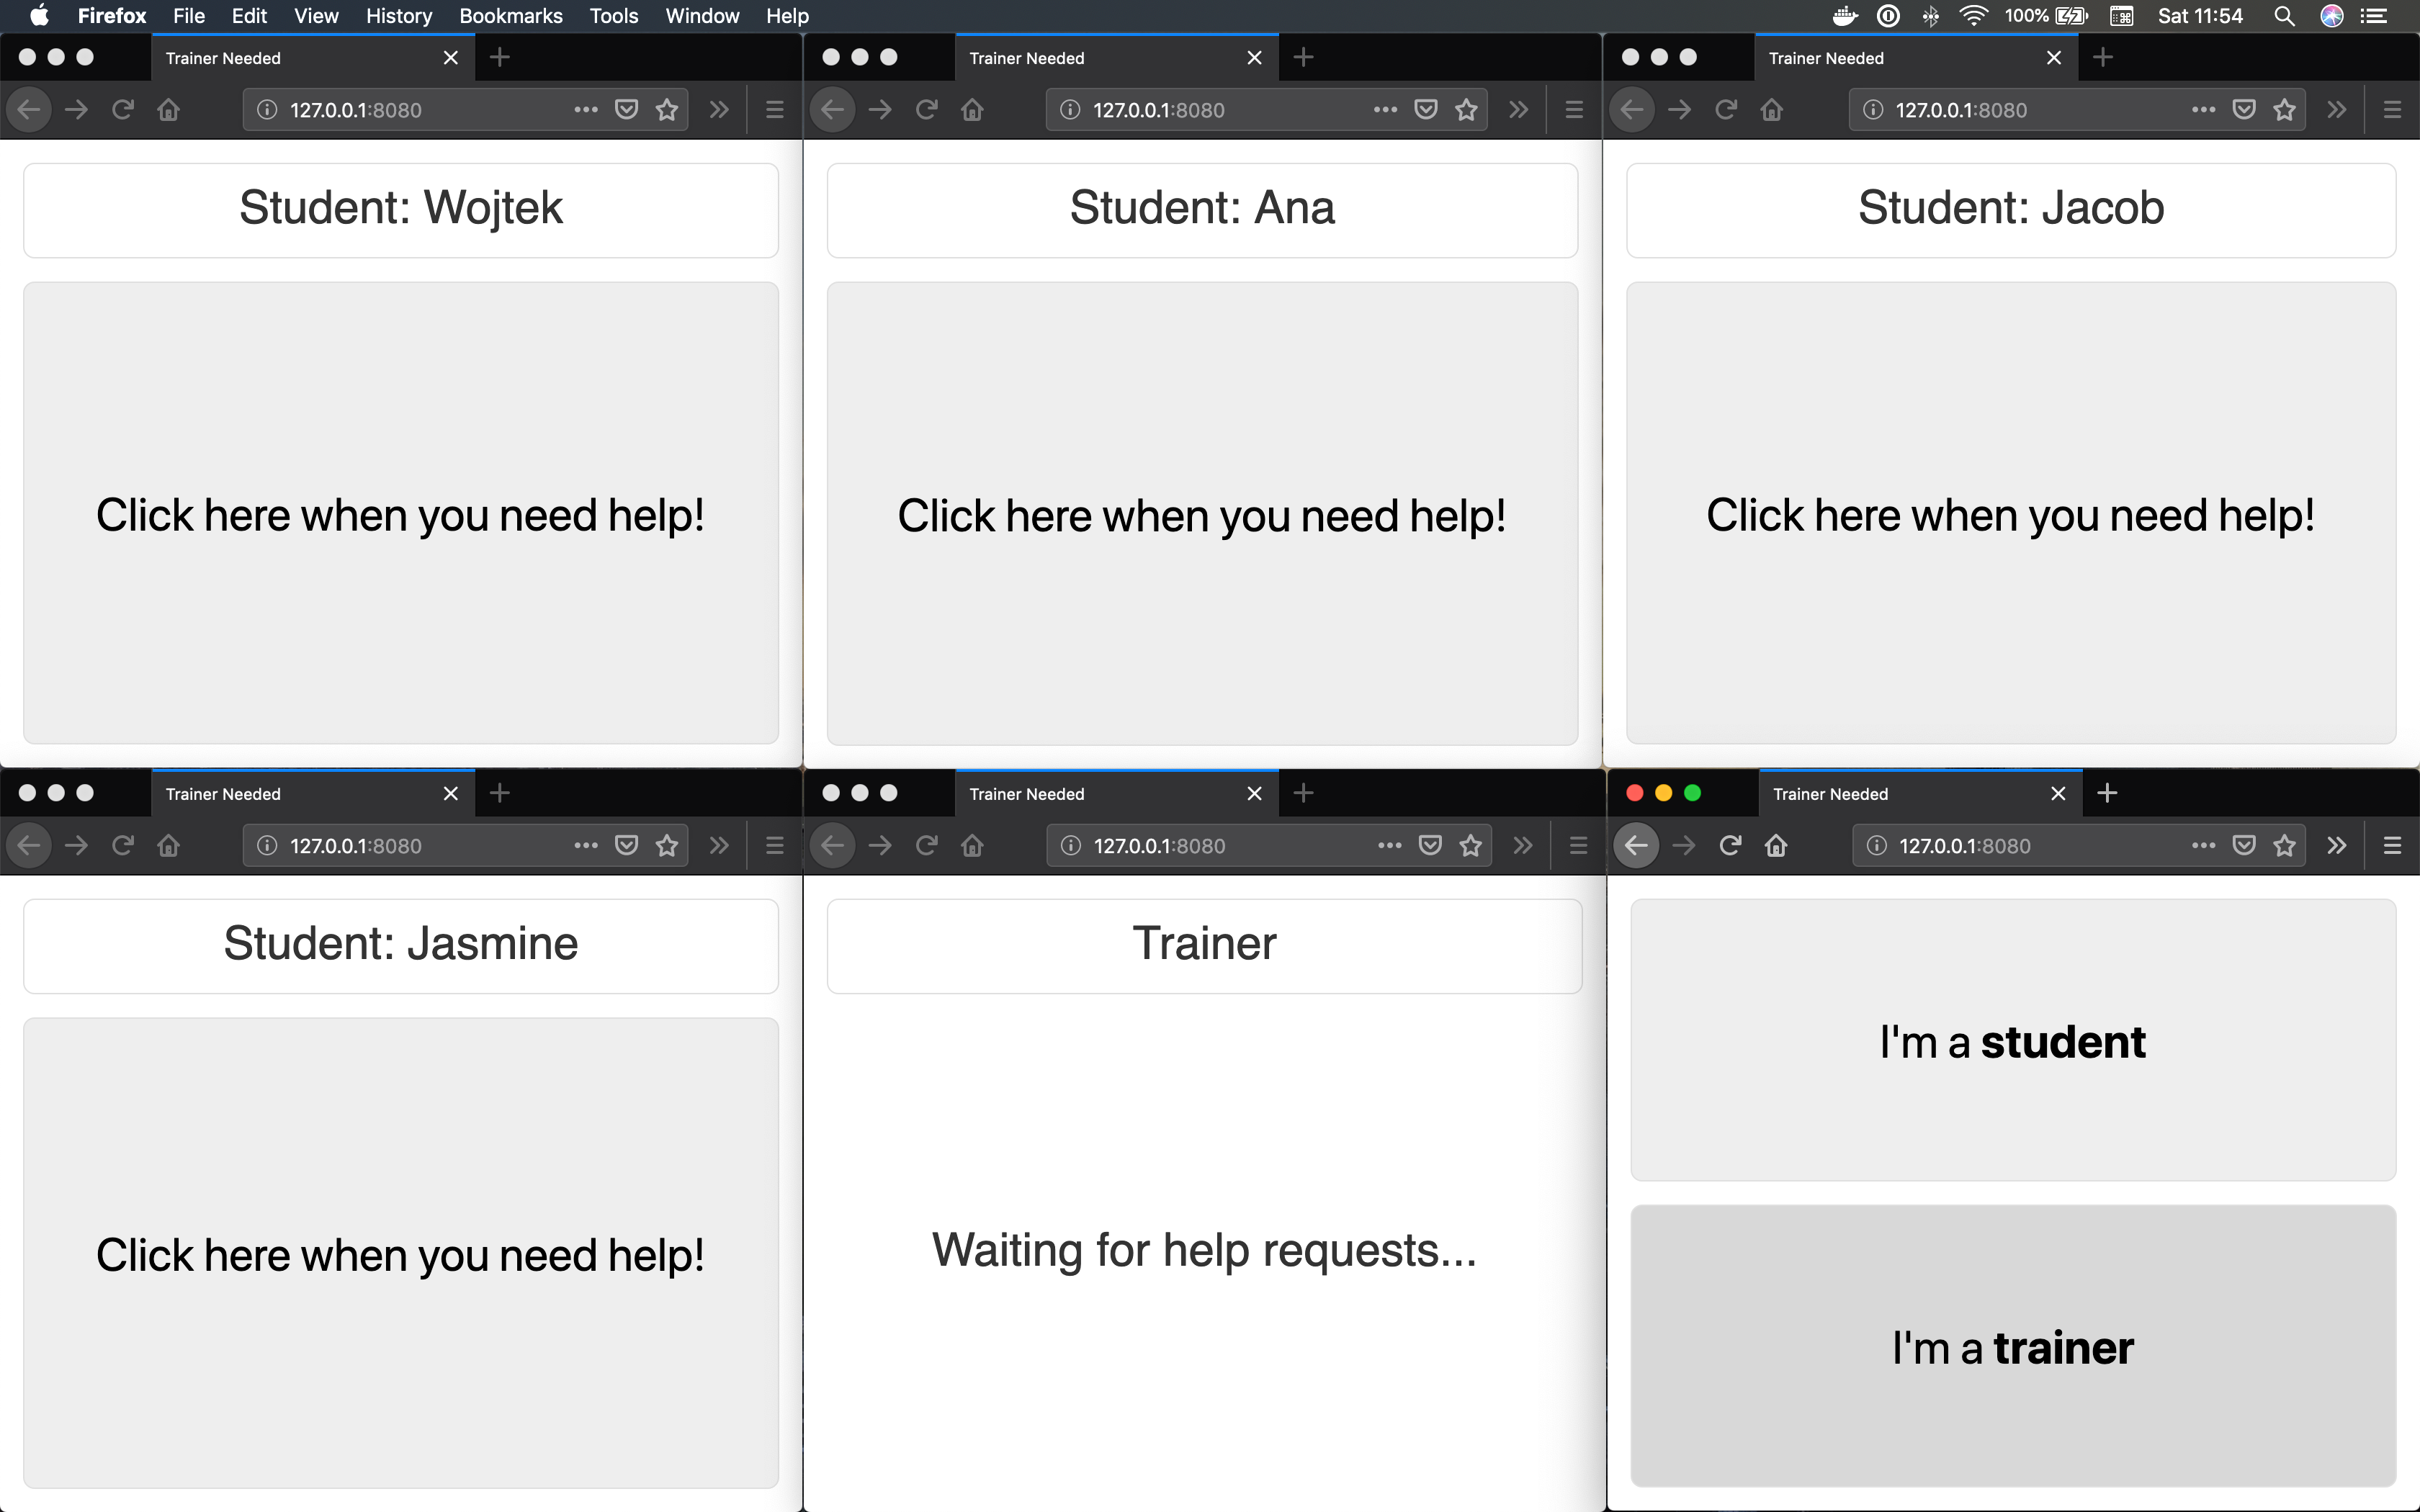 Firefox File Edit View History Bookmarks Tools Window Help 100% Sat 11:54
Trainer Needed
127.0.0.1:8080
Student: Wojtek
Click here when you need help!
Trainer Needed
127.0.0.1:8080
Student: Ana
Click here when you need help!
Trainer Needed
127.0.0.1:8080
Student: Jacob
Click here when you need help!
Trainer Needed
127.0.0.1:8080
Student: Jasmine
Click here when you need help!
Trainer Needed
127.0.0.1:8080
Trainer
Waiting for help requests...
Trainer Needed
127.0.0.1:8080
I'm a student
I'm a trainer